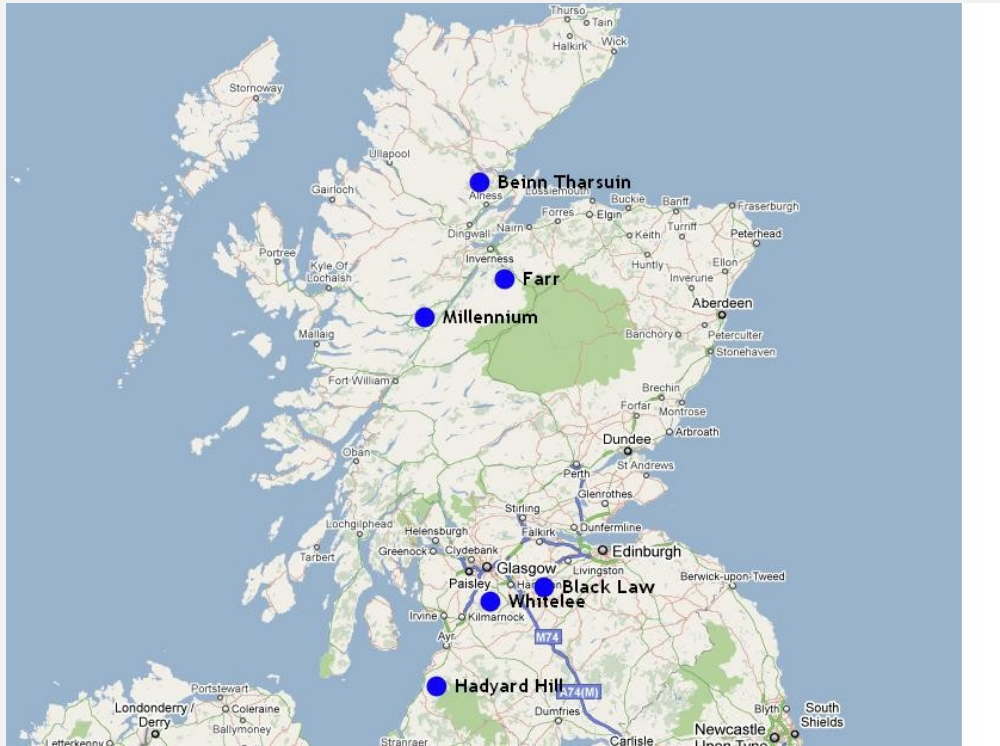 Thurso
Tain
Halkirk
Wick
Stornoway
Ullapool
Beinn Tharsuin
Gairloch
Alness
Lossiemouth
Buckie
Banff
Fraserburgh
Forres
Elgin
Dingwall
Nairn
Keith
Turriff
Peterhead
Portree
Inverness
Kyle Of
Lochalsh
Huntly
Ellon
Farr
Inverurie
Aberdeen
Millennium
Mallaig
Banchory
Peterculter
Stonehaven
Fort William
Brechin
Forfar
Montrose
Arbroath
Dundee
Oban
St Andrews
Perth
Glenrothes
Stirling
Lochgilphead
Helensburgh
Falkirk
Dunfermline
Greenock
Clydebank
Edinburgh
Tarbert
Glasgow
Livingston
Paisley
Berwick-upon-Tweed
Black Law
Whitelee
Irvine
Kilmarnock
Ayr
M74
Hadyard Hill
A74(M)
Portstewart
Londonderry /
Derry
Coleraine
Dumfries
Blyth
South
Shields
Ballymoney
Newcastle
Upon Tyne
Letterkenny
Stranraer
Carlisle